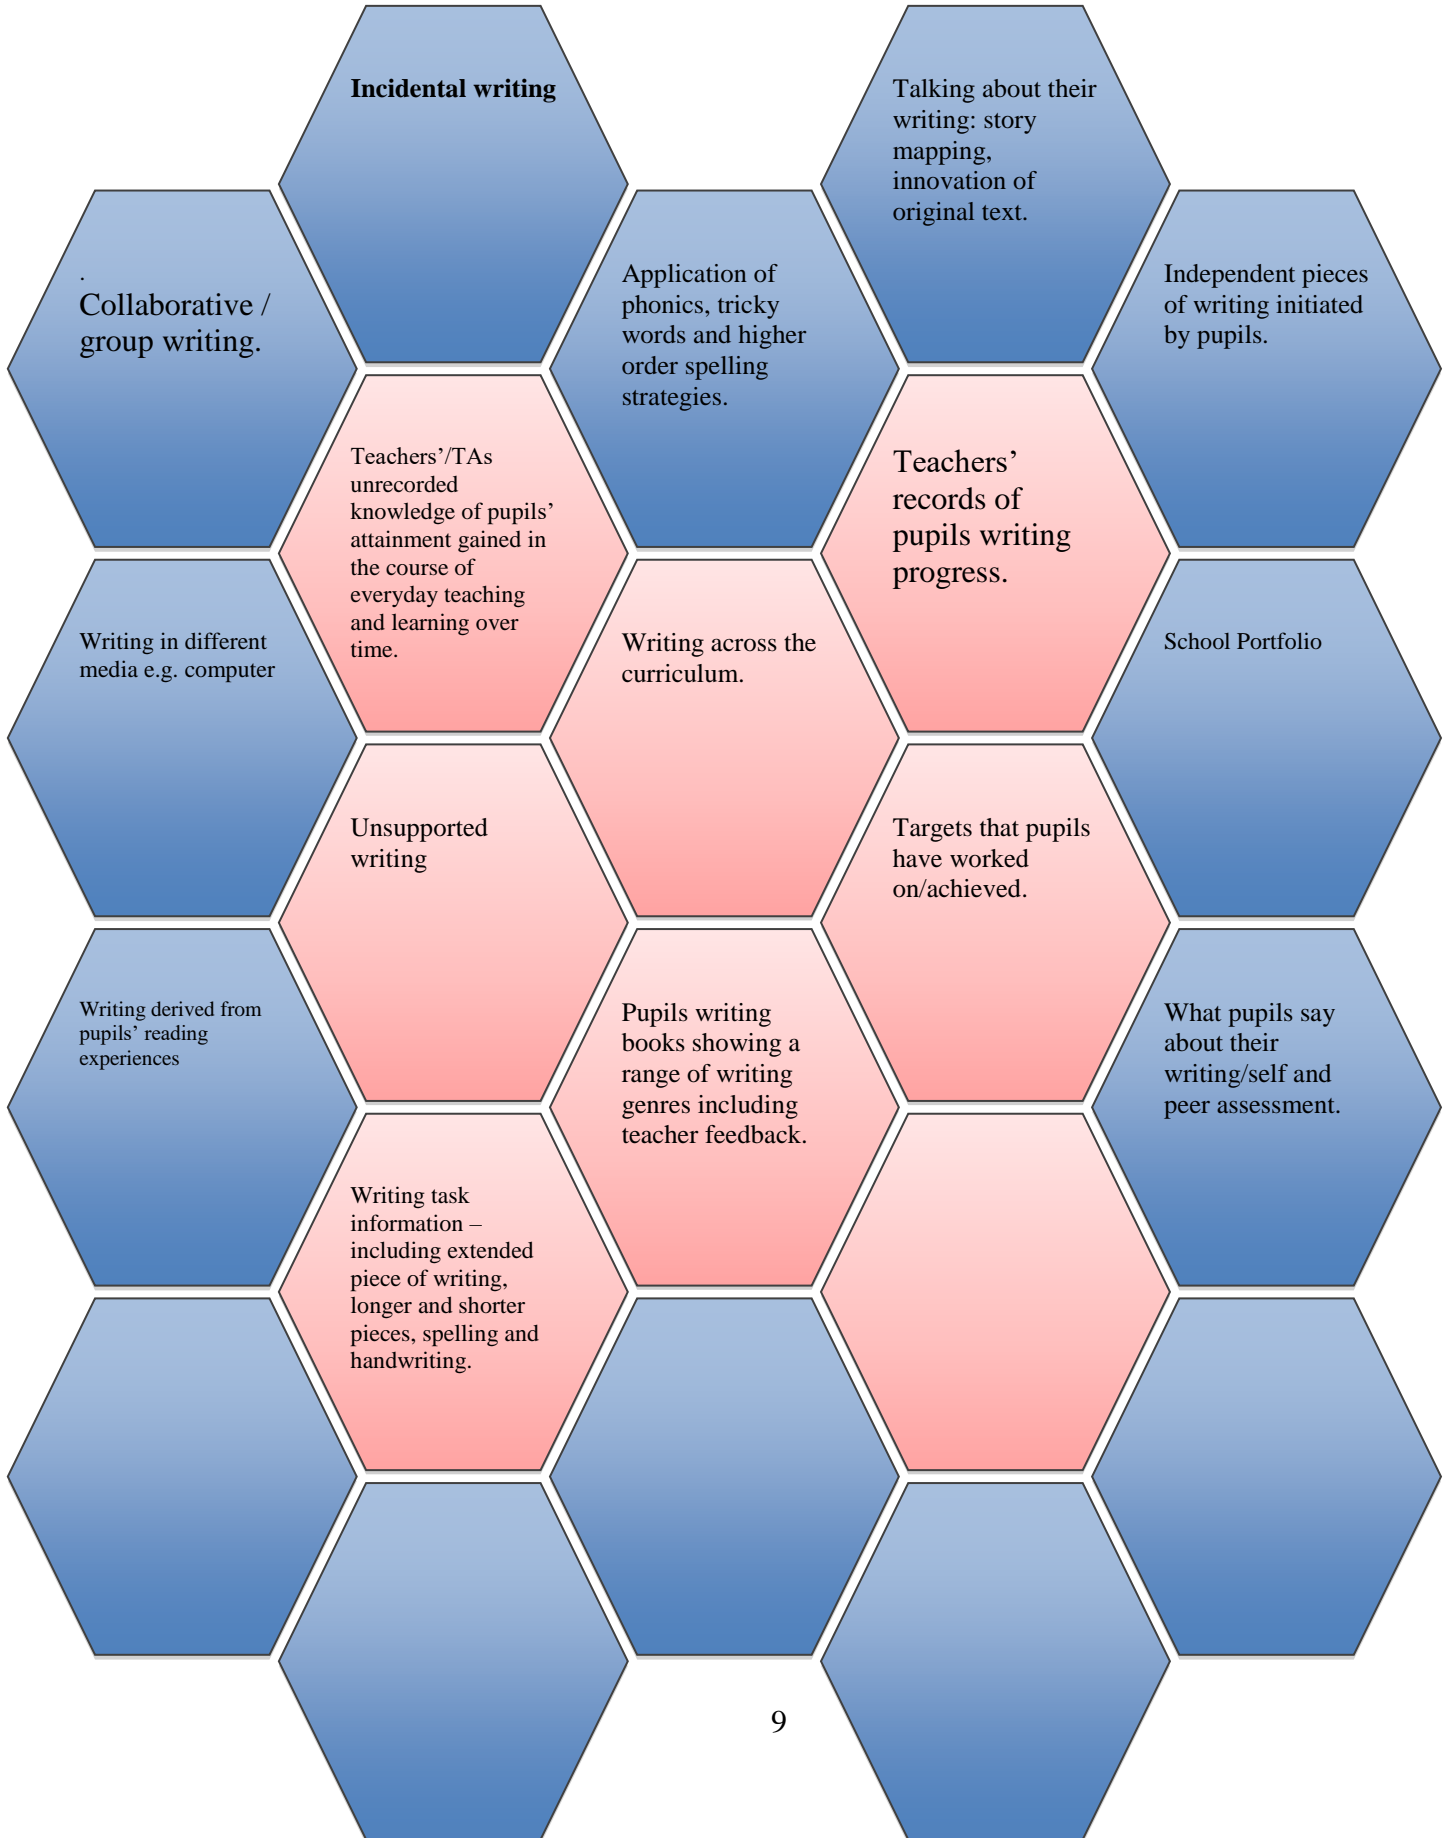 Incidental writing
Talking about their
writing: story
mapping,
innovation of
original text.
.
Collaborative /
group writing.
Application of
phonics, tricky
words and higher
order spelling
strategies.
Independent pieces
of writing initiated
by pupils.
Teachers’/TAs
unrecorded
knowledge of pupils’
attainment gained in
the course of
everyday teaching
and learning over
time.
Teachers’
records of
pupils writing
progress.
Writing in different
media e.g. computer
Writing across the
curriculum.
School Portfolio
Unsupported
writing
Targets that pupils
have worked
on/achieved.
Writing derived from
pupils’ reading
experiences
Pupils writing
books showing a
range of writing
genres including
teacher feedback.
What pupils say
about their
writing/self and
peer assessment.
Writing task
information –
including extended
piece of writing,
longer and shorter
pieces, spelling and
handwriting.
9